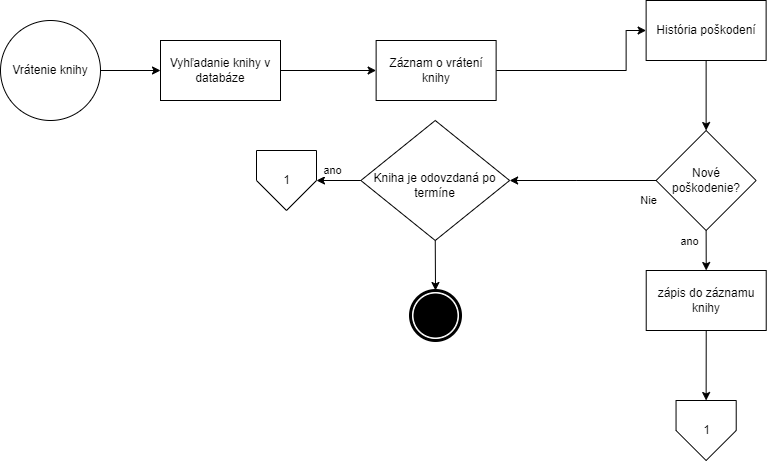 Vrátenie knihy
Vyhľadanie knihy v
databáze
Záznam o vrátení
knihy
História poškodení
Nové
poškodenie?
Nie
ano
Kniha je odovzdaná po
termíne
ano
1
zápis do záznamu
knihy
1